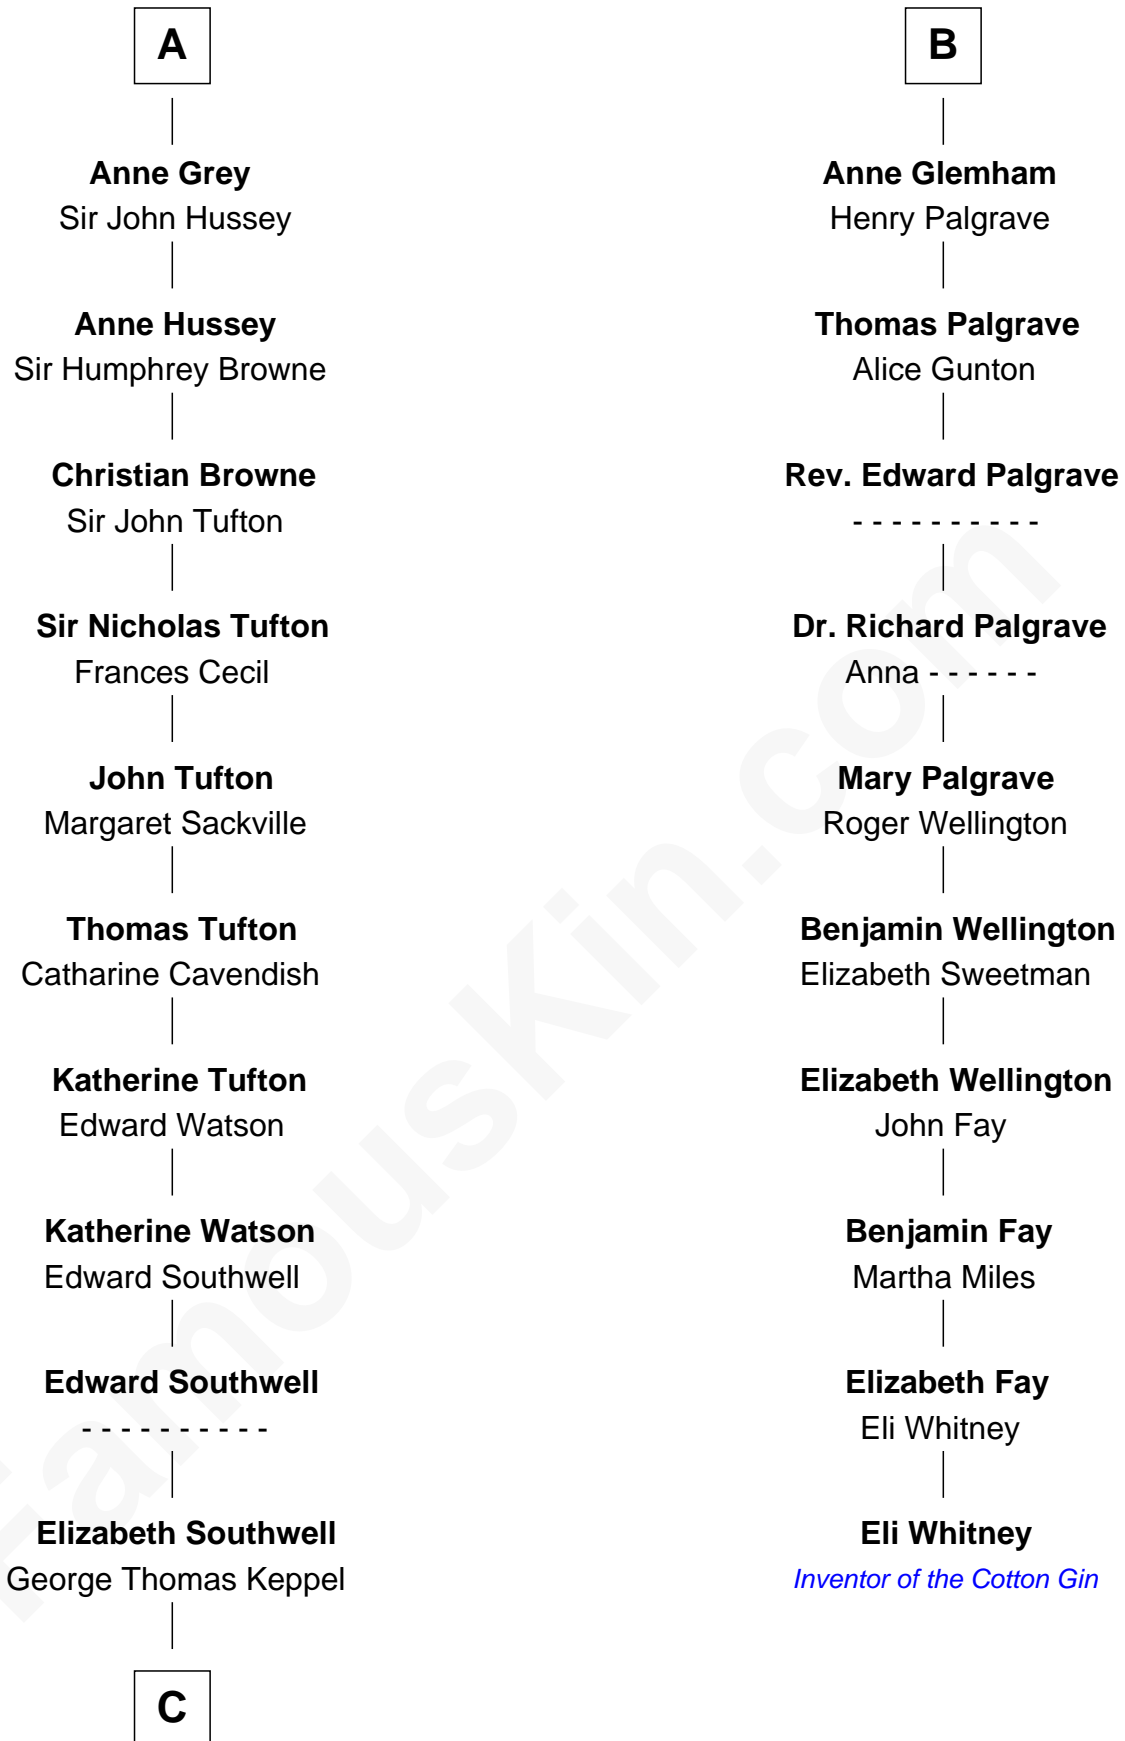 A
Anne Grey
Sir John Hussey
Anne Hussey
Sir Humphrey Browne
Christian Browne
Sir John Tufton
Sir Nicholas Tufton
Frances Cecil
John Tufton
Margaret Sackville
Thomas Tufton
Catharine Cavendish
Katherine Tufton
Edward Watson
Katherine Watson
Edward Southwell
Edward Southwell
- - - - - - - - - -
Elizabeth Southwell
George Thomas Keppel
C
B
Anne Glemham
Henry Palgrave
Thomas Palgrave
Alice Gunton
Rev. Edward Palgrave
- - - - - - - - - -
Dr. Richard Palgrave
Anna - - - - - -
Mary Palgrave
Roger Wellington
Benjamin Wellington
Elizabeth Sweetman
Elizabeth Wellington
John Fay
Benjamin Fay
Martha Miles
Elizabeth Fay
Eli Whitney
Eli Whitney
Inventor of the Cotton Gin
FamousKin.com